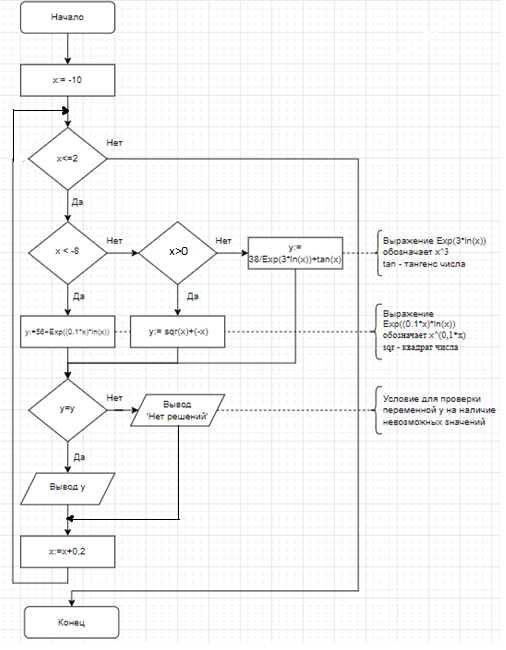 Начало
x:= -10
x<=2
Нет
Да
x < -8
Нет
x>0
Нет
y:=
38/Exp(3*ln(x))+tan(x)
Выражение Exp(3*ln(x))
обозначает x^3
tan - тангенс числа
Да
Да
y:=56+Exp((0.1*x)*ln(x))
y:= sqr(x)+(-x)
Выражение
Exp((0.1*x)*ln(x))
обозначает x^(0,1*x)
sqr - квадрат числа
y=y
Нет
Вывод
'Нет решений'
Условие для проверки
переменной y на наличие
невозможных значений
Да
Вывод y
x:=x+0,2
Конец